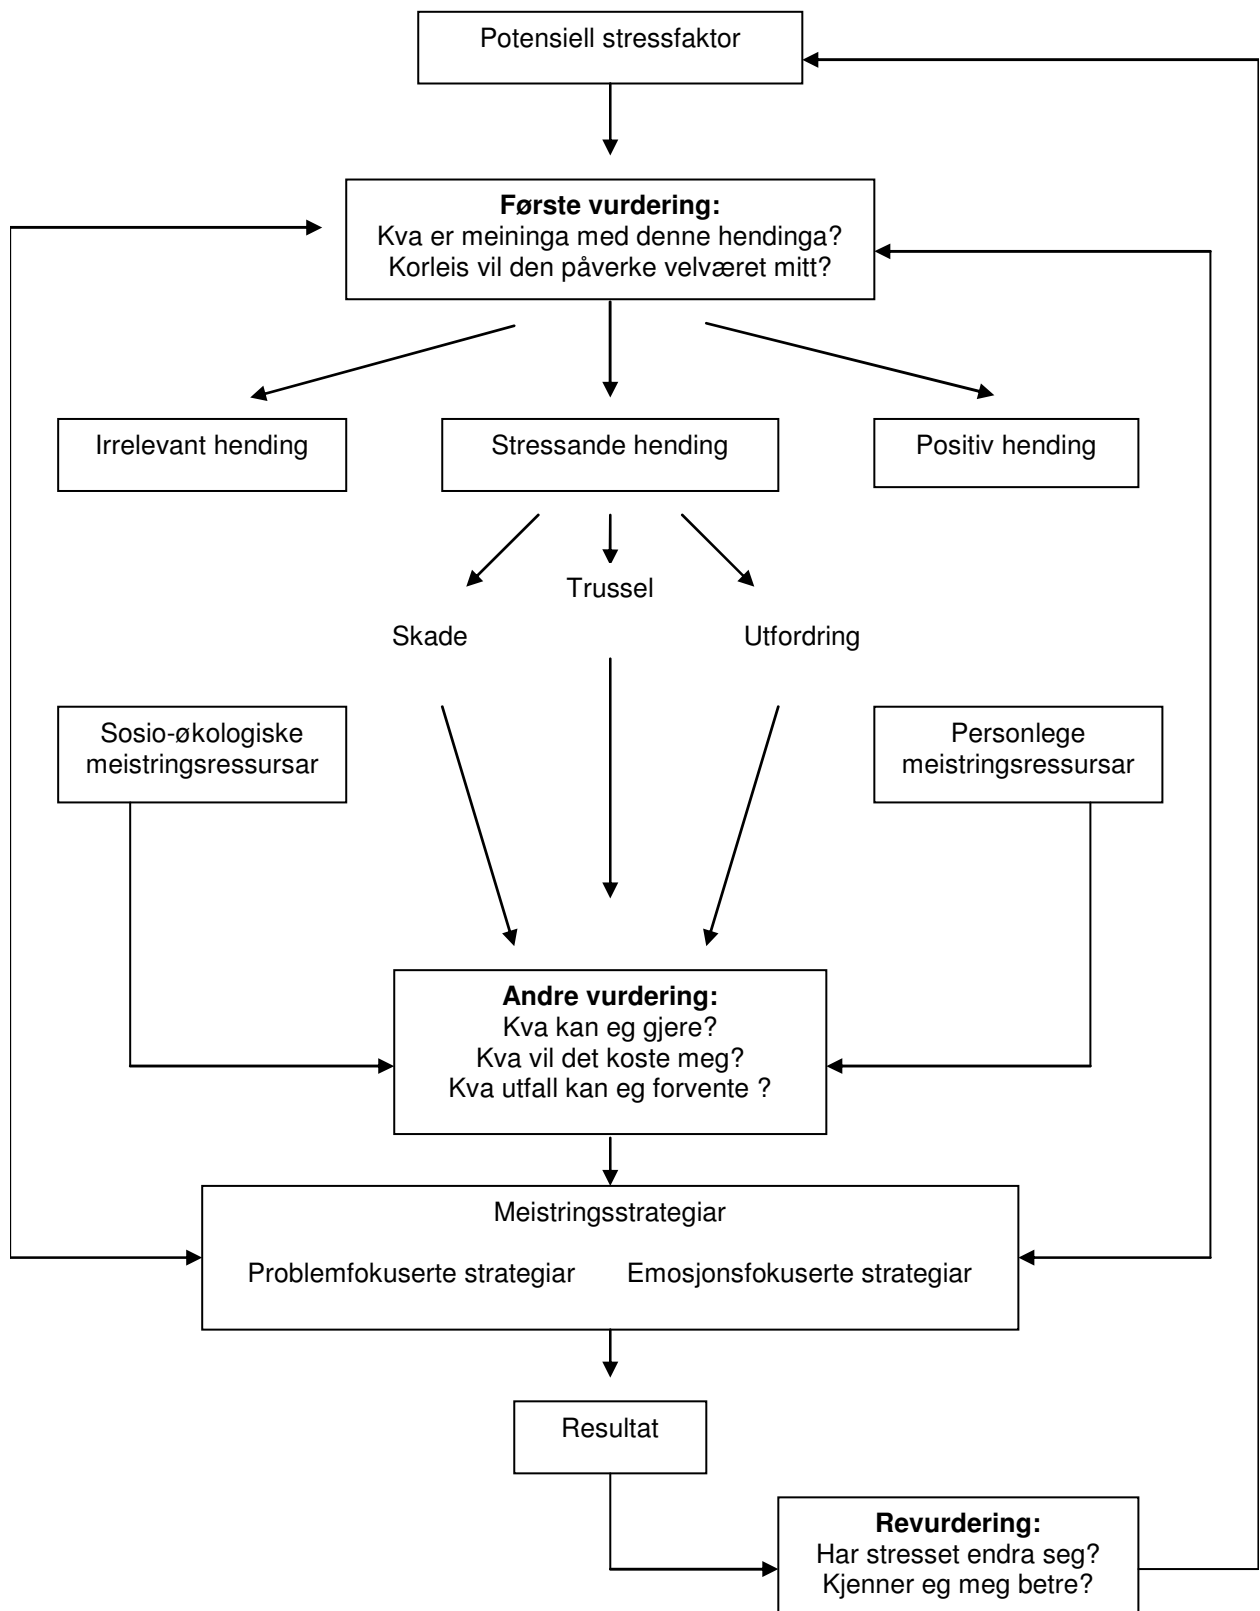 Potensiell stressfaktor
Første vurdering:
Kva er meininga med denne hendinga?
Korleis vil den påverke velværet mitt?
Irrelevant hending
Stressande hending
Positiv hending
Trussel
Skade
Utfordring
Sosio-økologiske
meistringsressursar
Personlege
meistringsressursar
Andre vurdering:
Kva kan eg gjere?
Kva vil det koste meg?
Kva utfall kan eg forvente ?
Meistringsstrategiar
Problemfokuserte strategiar
Emosjonsfokuserte strategiar
Resultat
Revurdering:
Har stresset endra seg?
Kjenner eg meg betre?